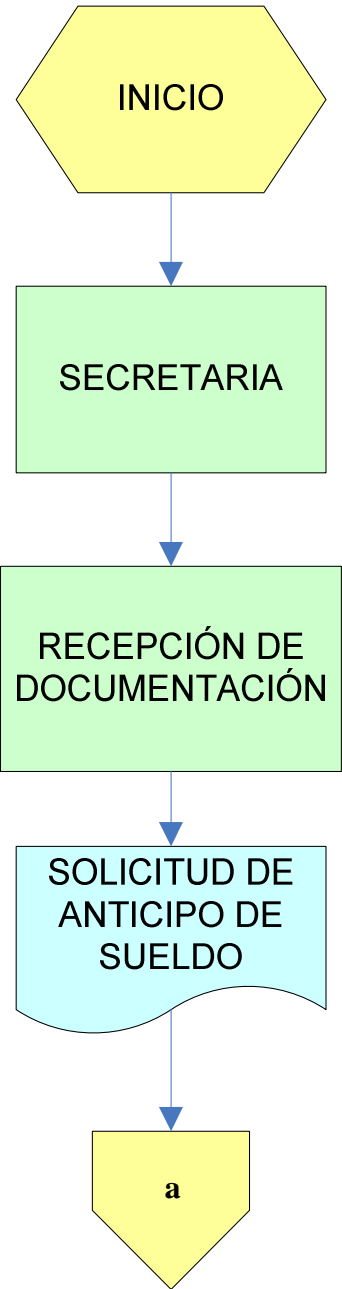 INICIO
SECRETARIA
RECEPCIÓN DE
DOCUMENTACIÓN
SOLICITUD DE
ANTICIPO DE
SUELDO
a